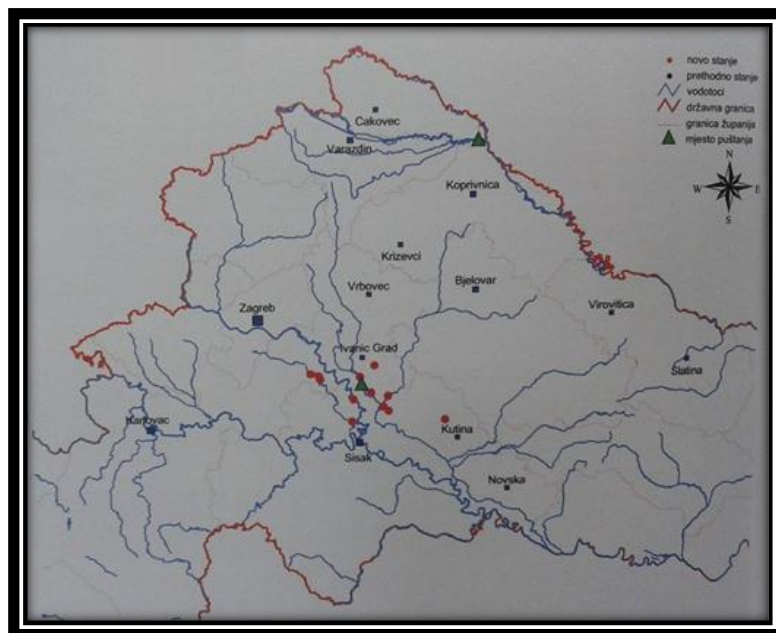 novo stanje
prethodno stanje
vodotoci
državna granica
granica županija
mjesto puštanja
N
W E
S
Cakovec
Varazdin
Koprivnica
Krizevci
Vrbovec
Bjelovar
Zagreb
Virovitica
Ivanic Grad
Slatina
Karlovac
Kutina
Sisak
Novska